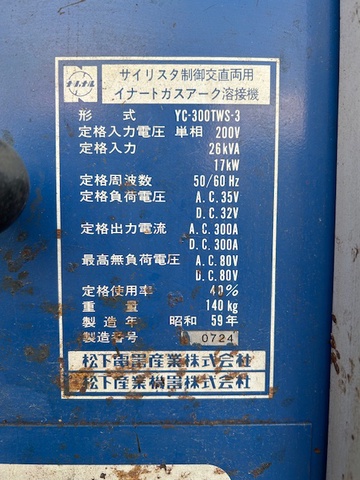 ナショナル
サイリスタ制御交直両用
イナートガスアーク溶接機
形式 YC-300TWS-3
定格入力電圧 単相 200V
定格入力 26kVA
17kW
定格周波数 50/60 Hz
定格負荷電圧 A.C. 35V
D.C. 32V
定格出力電流 A.C. 300A
D.C. 300A
最高無負荷電圧 A.C. 80V
D.C. 80V
定格使用率 40%
重量 140kg
製造年 昭和 59年
製造番号 0724
松下電器産業株式会社
松下産業機器株式会社